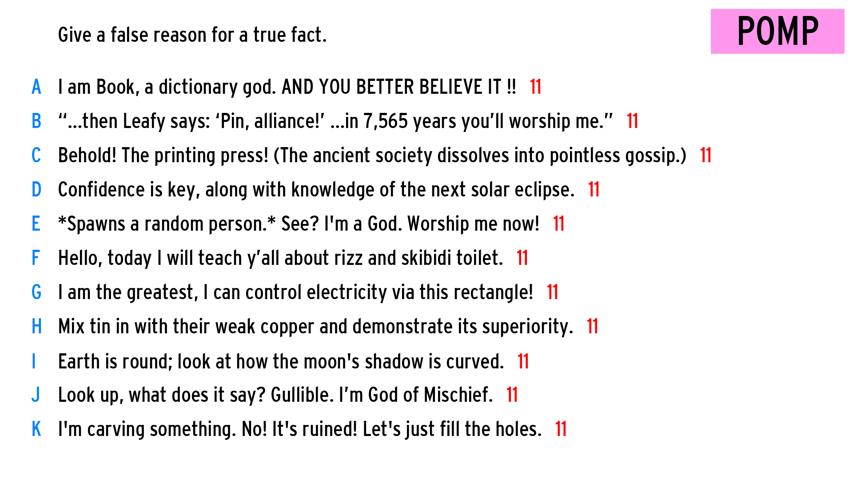 Give a false reason for a true fact.
POMP
A I am Book, a dictionary god. AND YOU BETTER BELIEVE IT !! 11
B “...then Leafy says: ‘Pin, alliance!’ ...in 7,565 years you’ll worship me.” 11
C Behold! The printing press! (The ancient society dissolves into pointless gossip.) 11
D Confidence is key, along with knowledge of the next solar eclipse. 11
E *Spawns a random person.* See? I'm a God. Worship me now! 11
F Hello, today I will teach y’all about rizz and skibidi toilet. 11
G I am the greatest, I can control electricity via this rectangle! 11
H Mix tin in with their weak copper and demonstrate its superiority. 11
I Earth is round; look at how the moon's shadow is curved. 11
J Look up, what does it say? Gullible. I’m God of Mischief. 11
K I'm carving something. No! It's ruined! Let's just fill the holes. 11